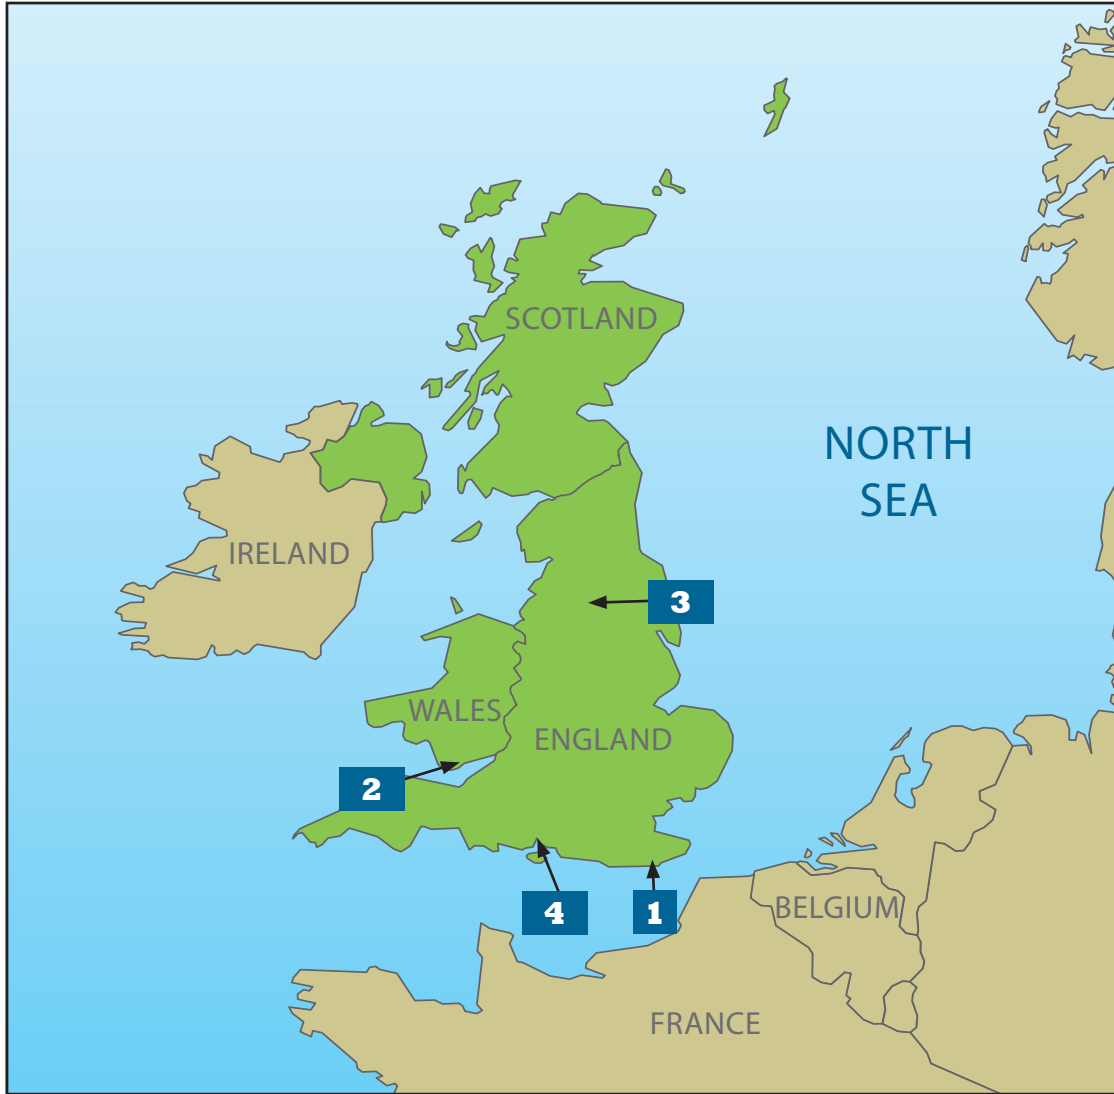 SCOTLAND
NORTH
SEA
IRELAND
3
WALES
ENGLAND
2
4
1
BELGIUM
FRANCE